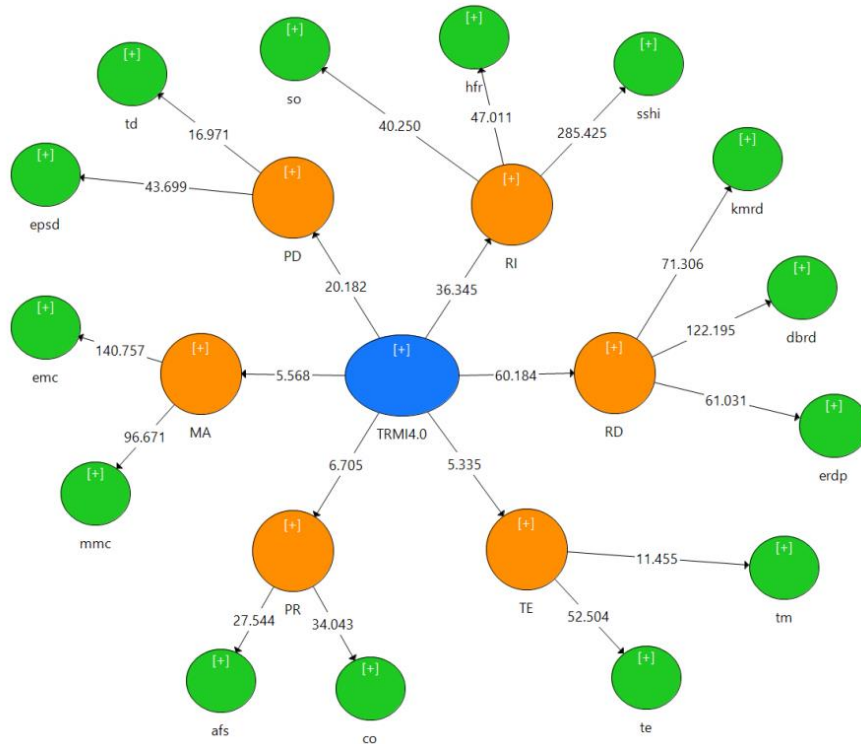 [+]
hfr
[+]
so
[+]
sshi
[+]
td
16.971
40.250
47.011
285.425
[+]
epsd
43.699
[+]
PD
[+]
RI
[+]
kmrd
20.182
36.345
71.306
[+]
dbrd
122.195
[+]
emc
140.757
[+]
MA
5.568
[+]
TRMI4.0
60.184
[+]
RD
61.031
[+]
erdp
96.671
[+]
mmc
6.705
5.335
[+]
PR
[+]
TE
11.455
[+]
tm
27.544
34.043
52.504
[+]
afs
[+]
co
[+]
te